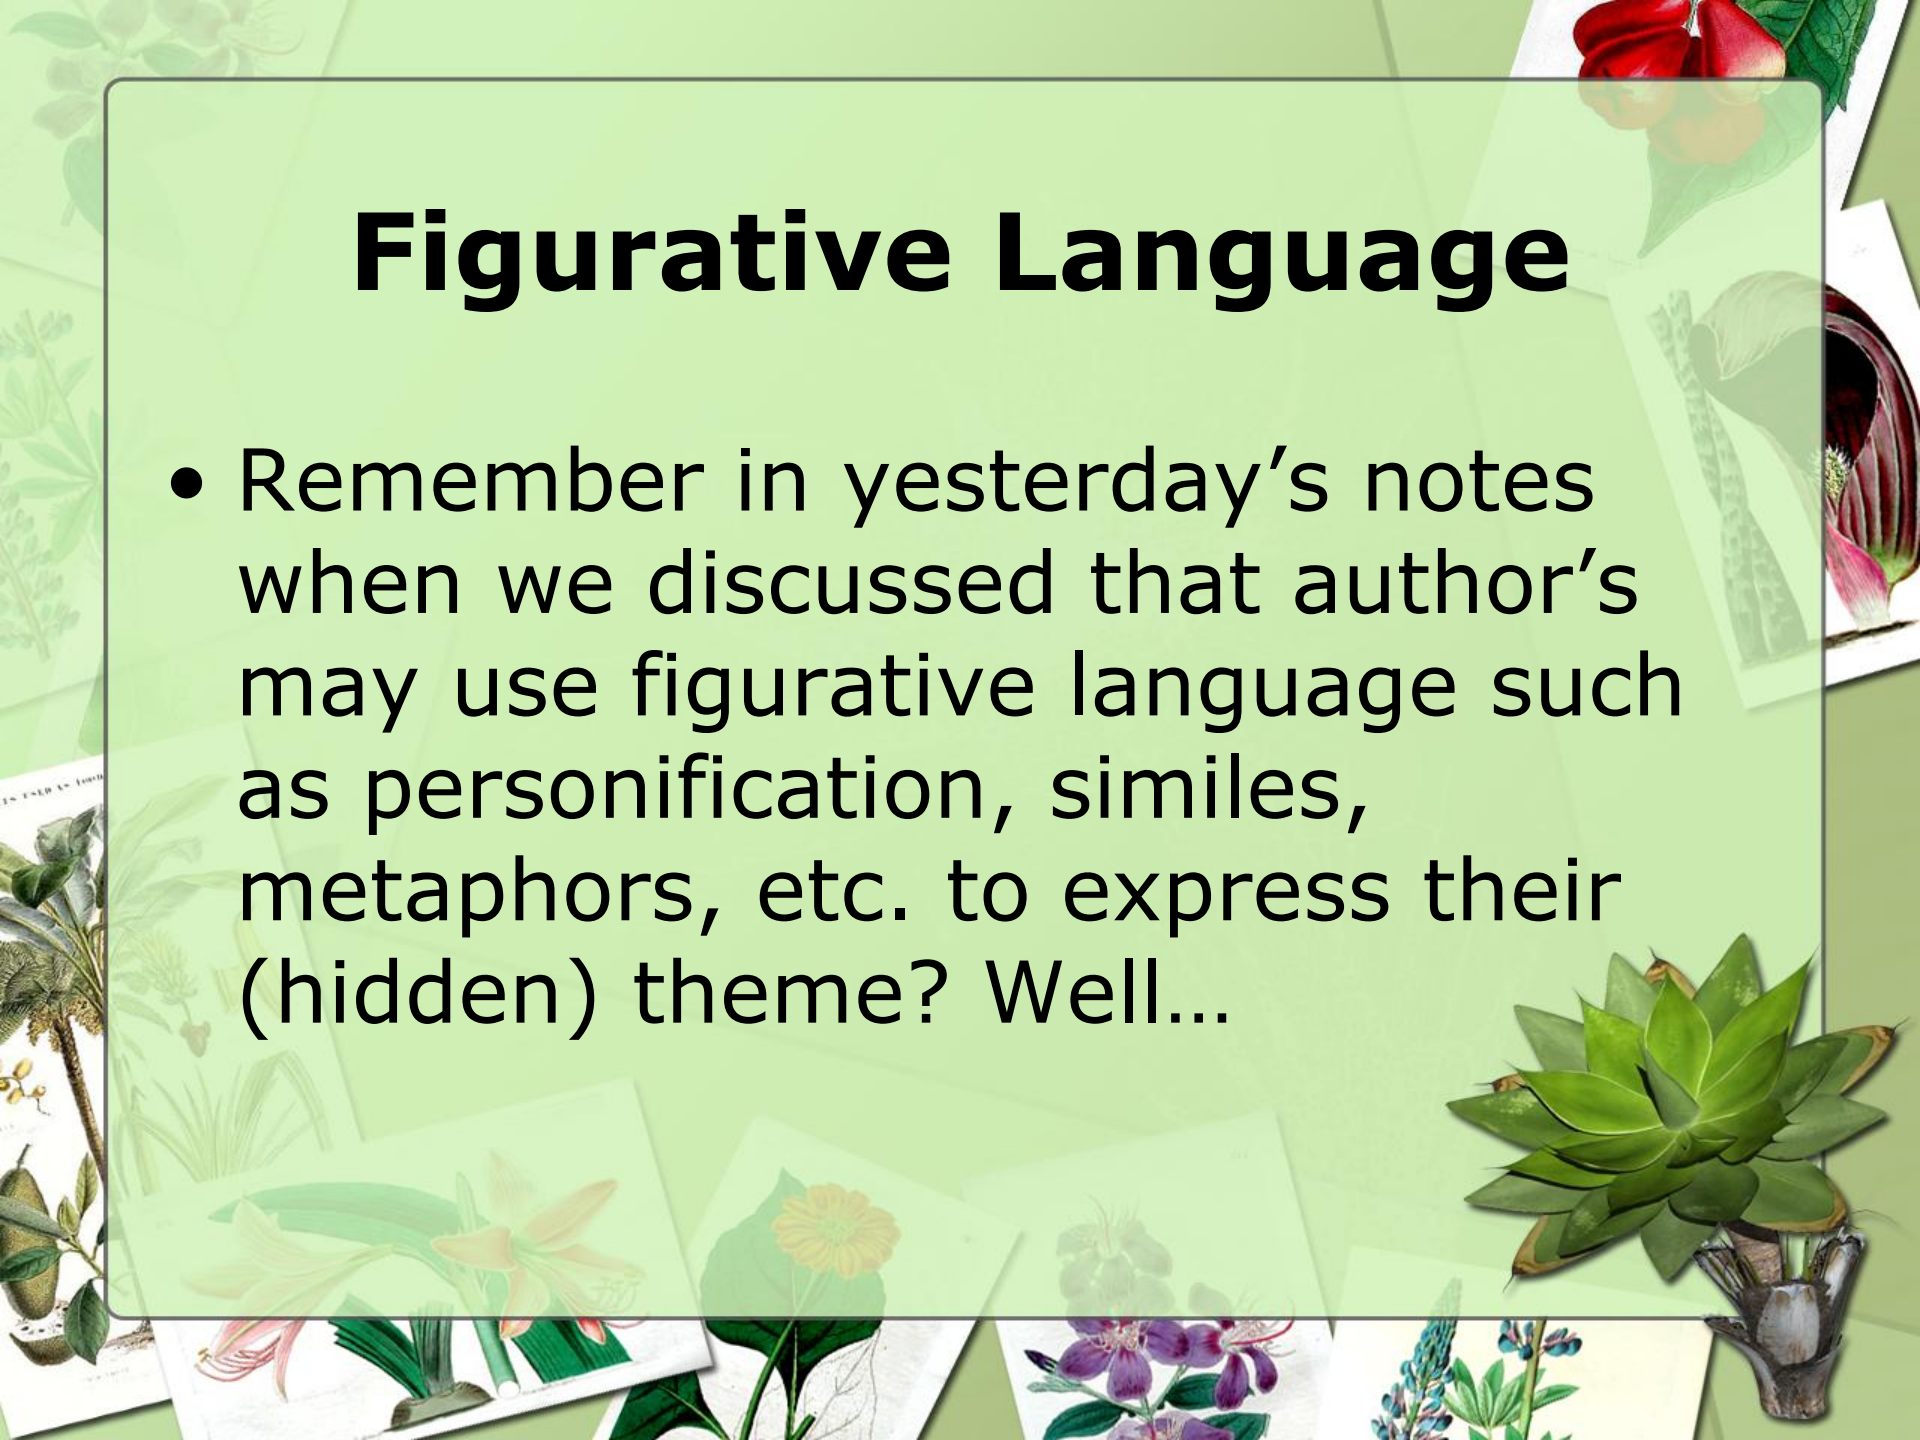 Figurative Language
• Remember in yesterday’s notes
when we discussed that author’s
may use figurative language such
as personification, similes,
metaphors, etc. to express their
(hidden) theme? Well…